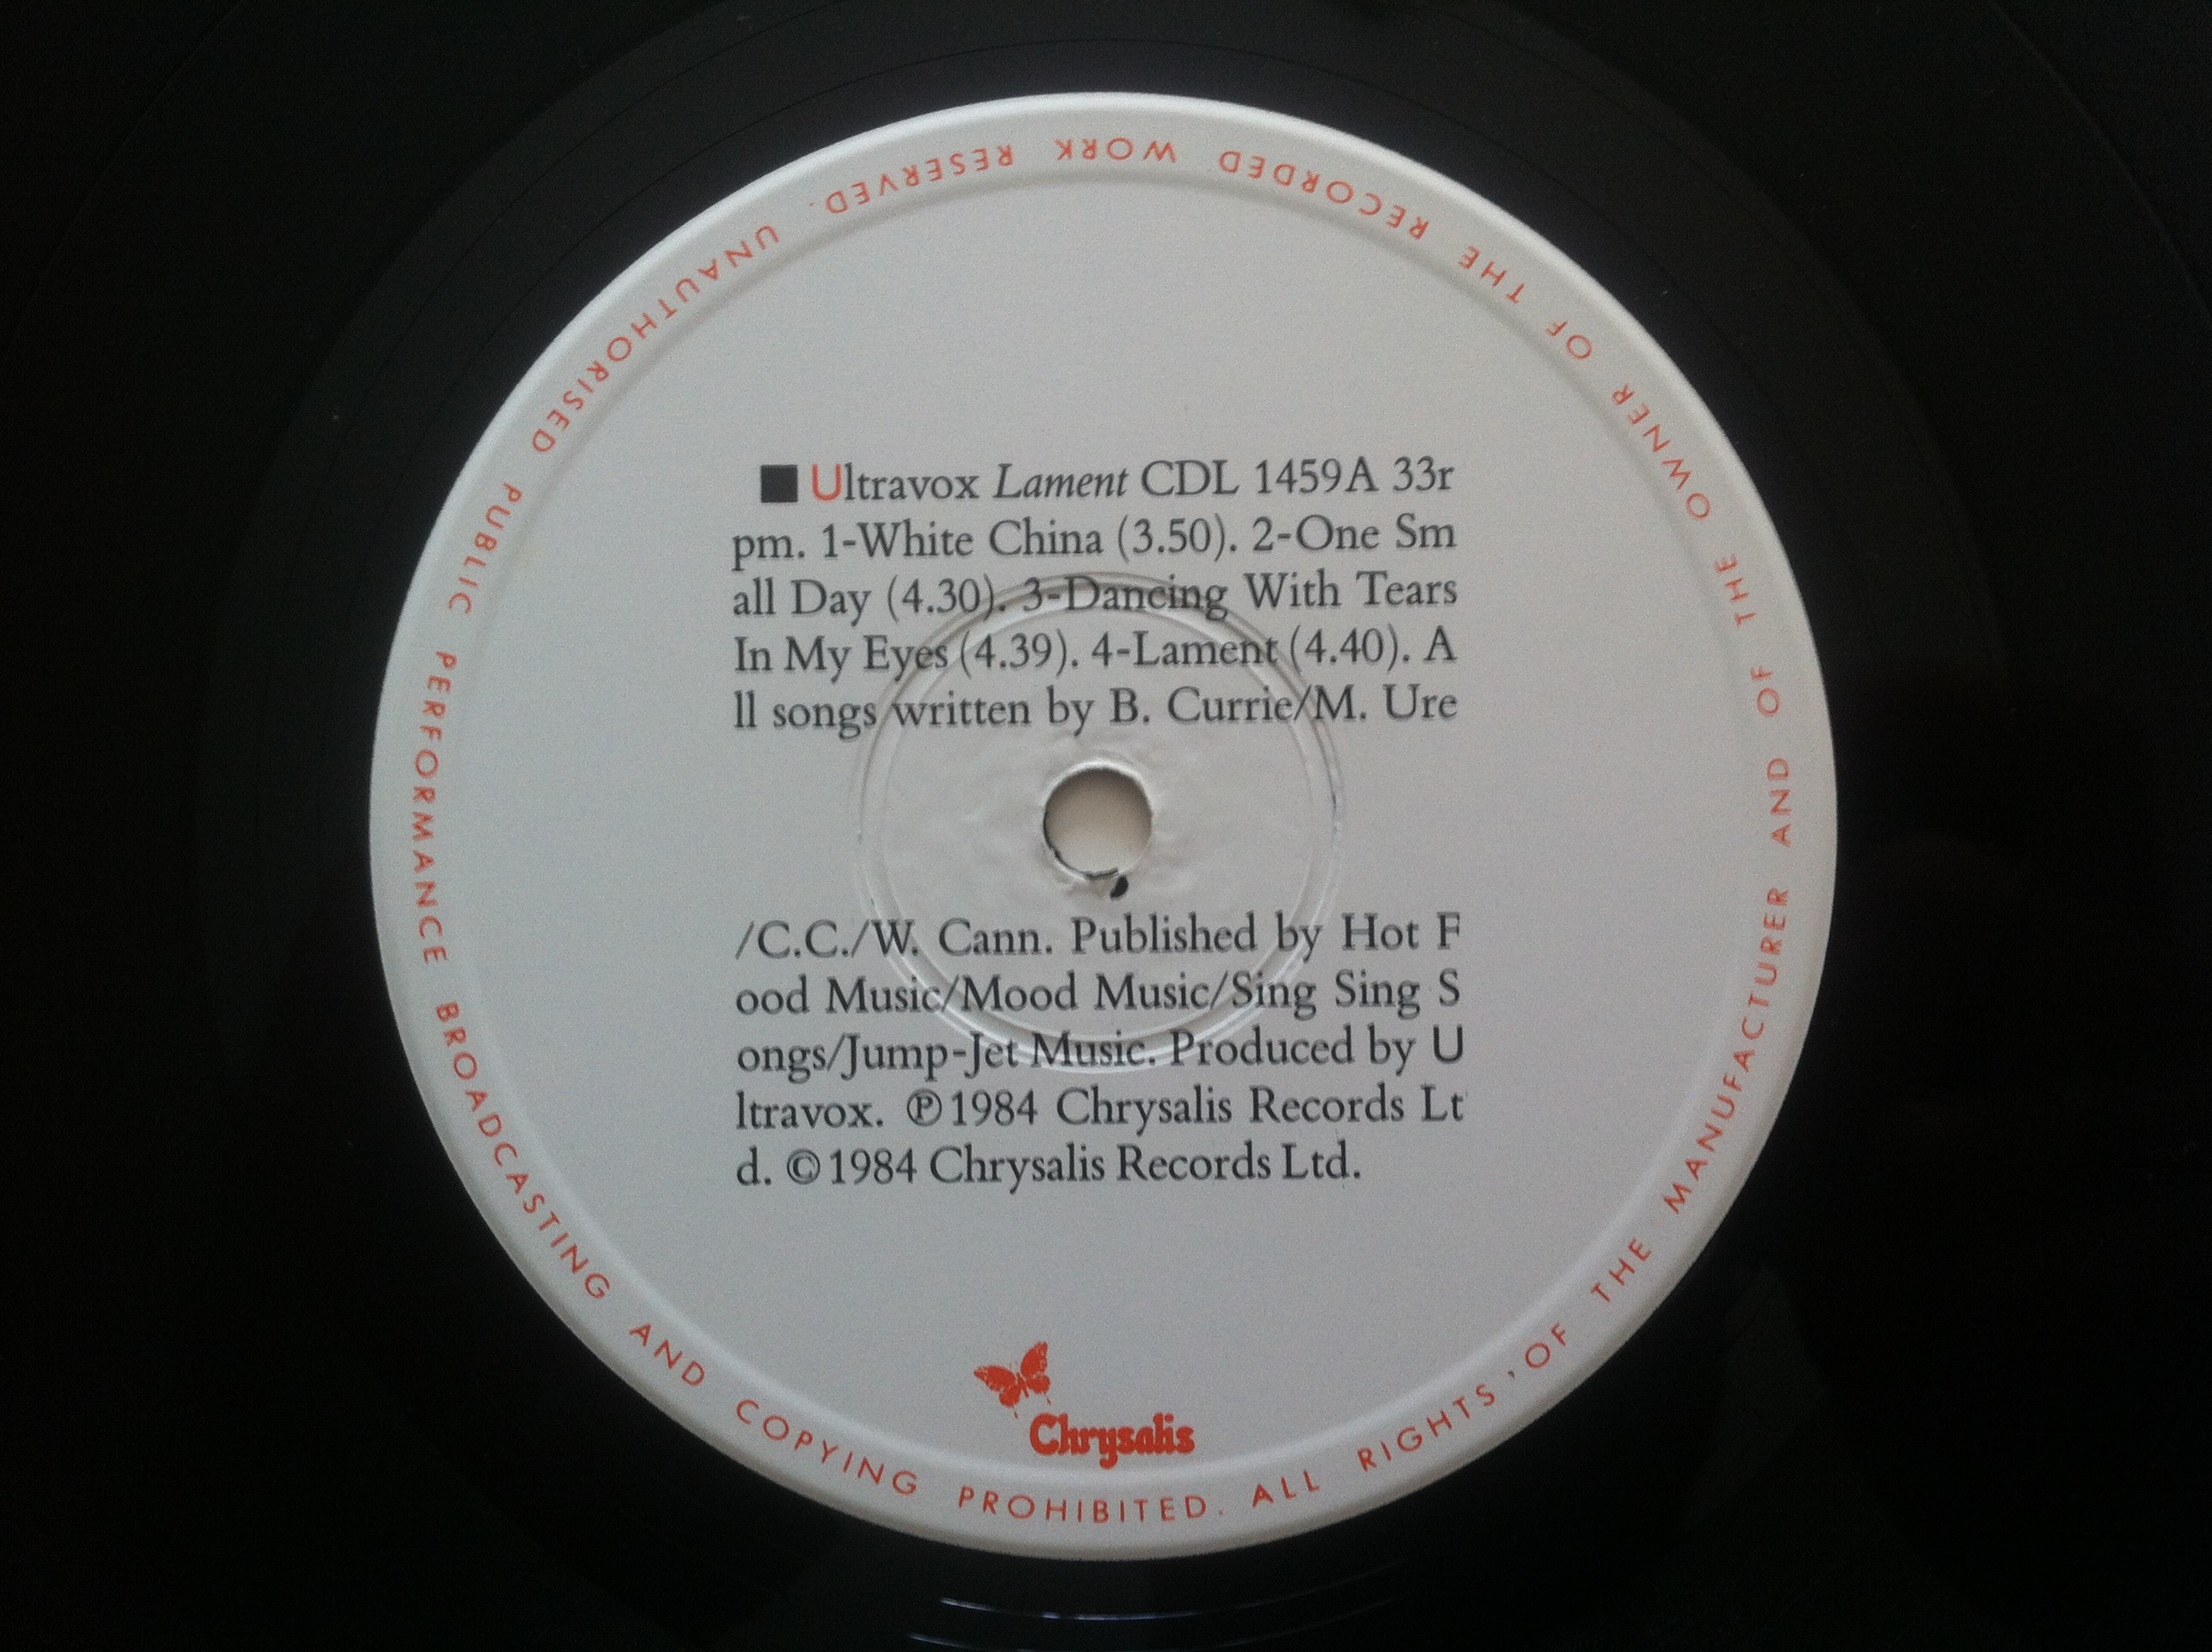 ■ Ultravox Lament CDL 1459A 33r
pm. 1-White China (3.50). 2-One Sm
all Day (4.30). 3-Dancing With Tears
In My Eyes (4.39). 4-Lament (4.40). A
ll songs written by B. Currie/M. Ure
/C.C./W. Cann. Published by Hot F
ood Music/Mood Music/Sing Sing S
ongs/Jump-Jet Music. Produced by U
ltravox. ℗1984 Chrysalis Records Lt
d. ©1984 Chrysalis Records Ltd.
Chrysalis
ALL RIGHTS OF THE MANUFACTURER AND OF THE OWNER OF THE RECORDED WORK RESERVED. UNAUTHORISED PUBLIC PERFORMANCE BROADCASTING AND COPYING PROHIBITED.